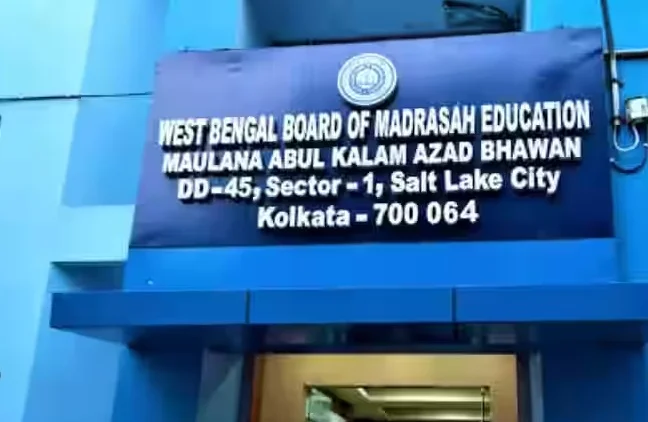 WEST BENGAL BOARD OF MADRASAH EDUCATION
MAULANA ABUL KALAM AZAD BHAWAN
DD-45, Sector - 1, Salt Lake City
Kolkata - 700 064